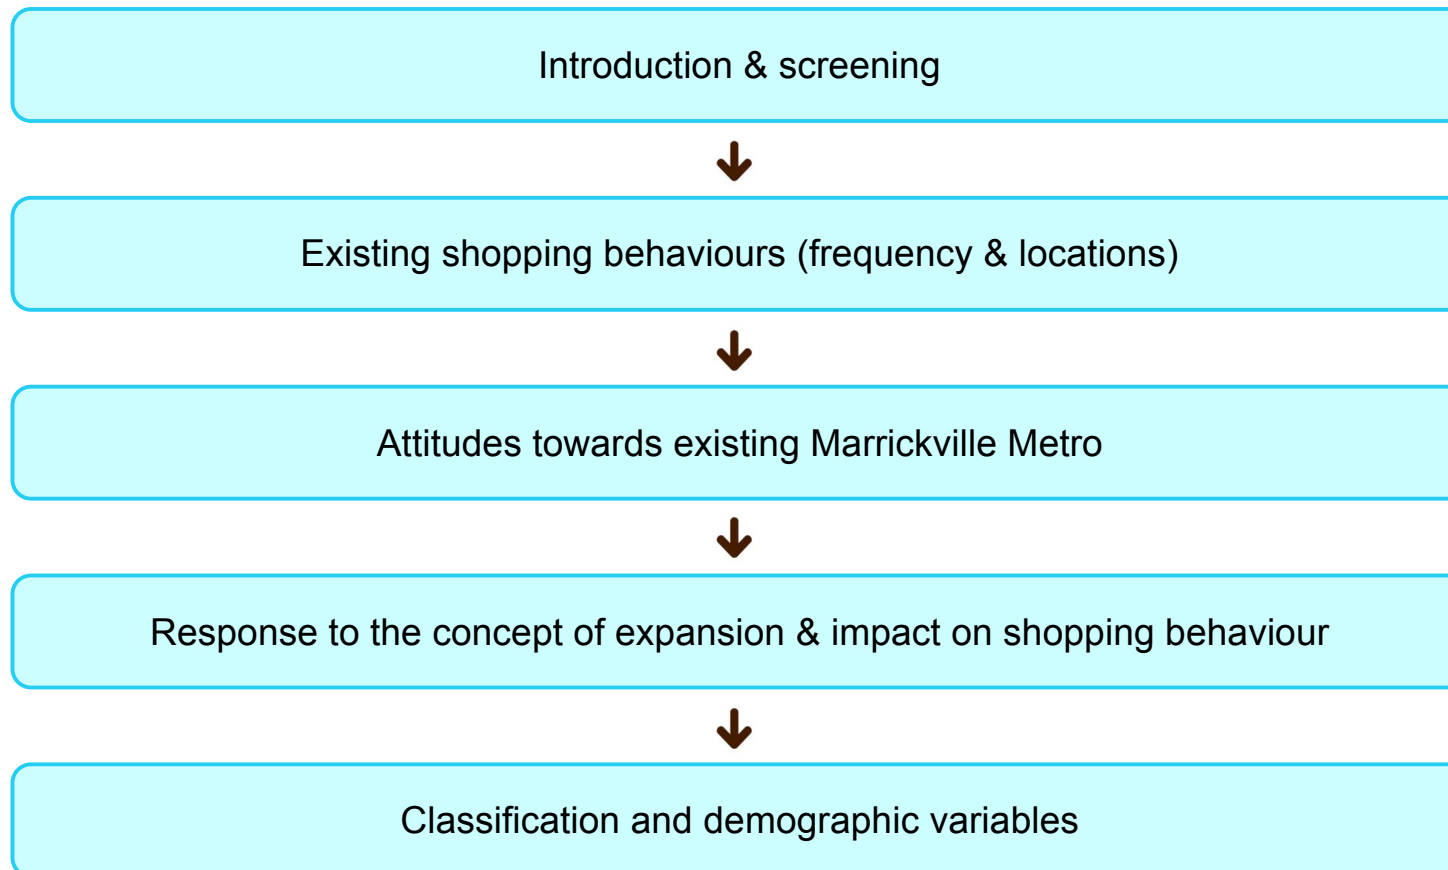 Introduction & screening
Existing shopping behaviours (frequency & locations)
Attitudes towards existing Marrickville Metro
Response to the concept of expansion & impact on shopping behaviour
Classification and demographic variables